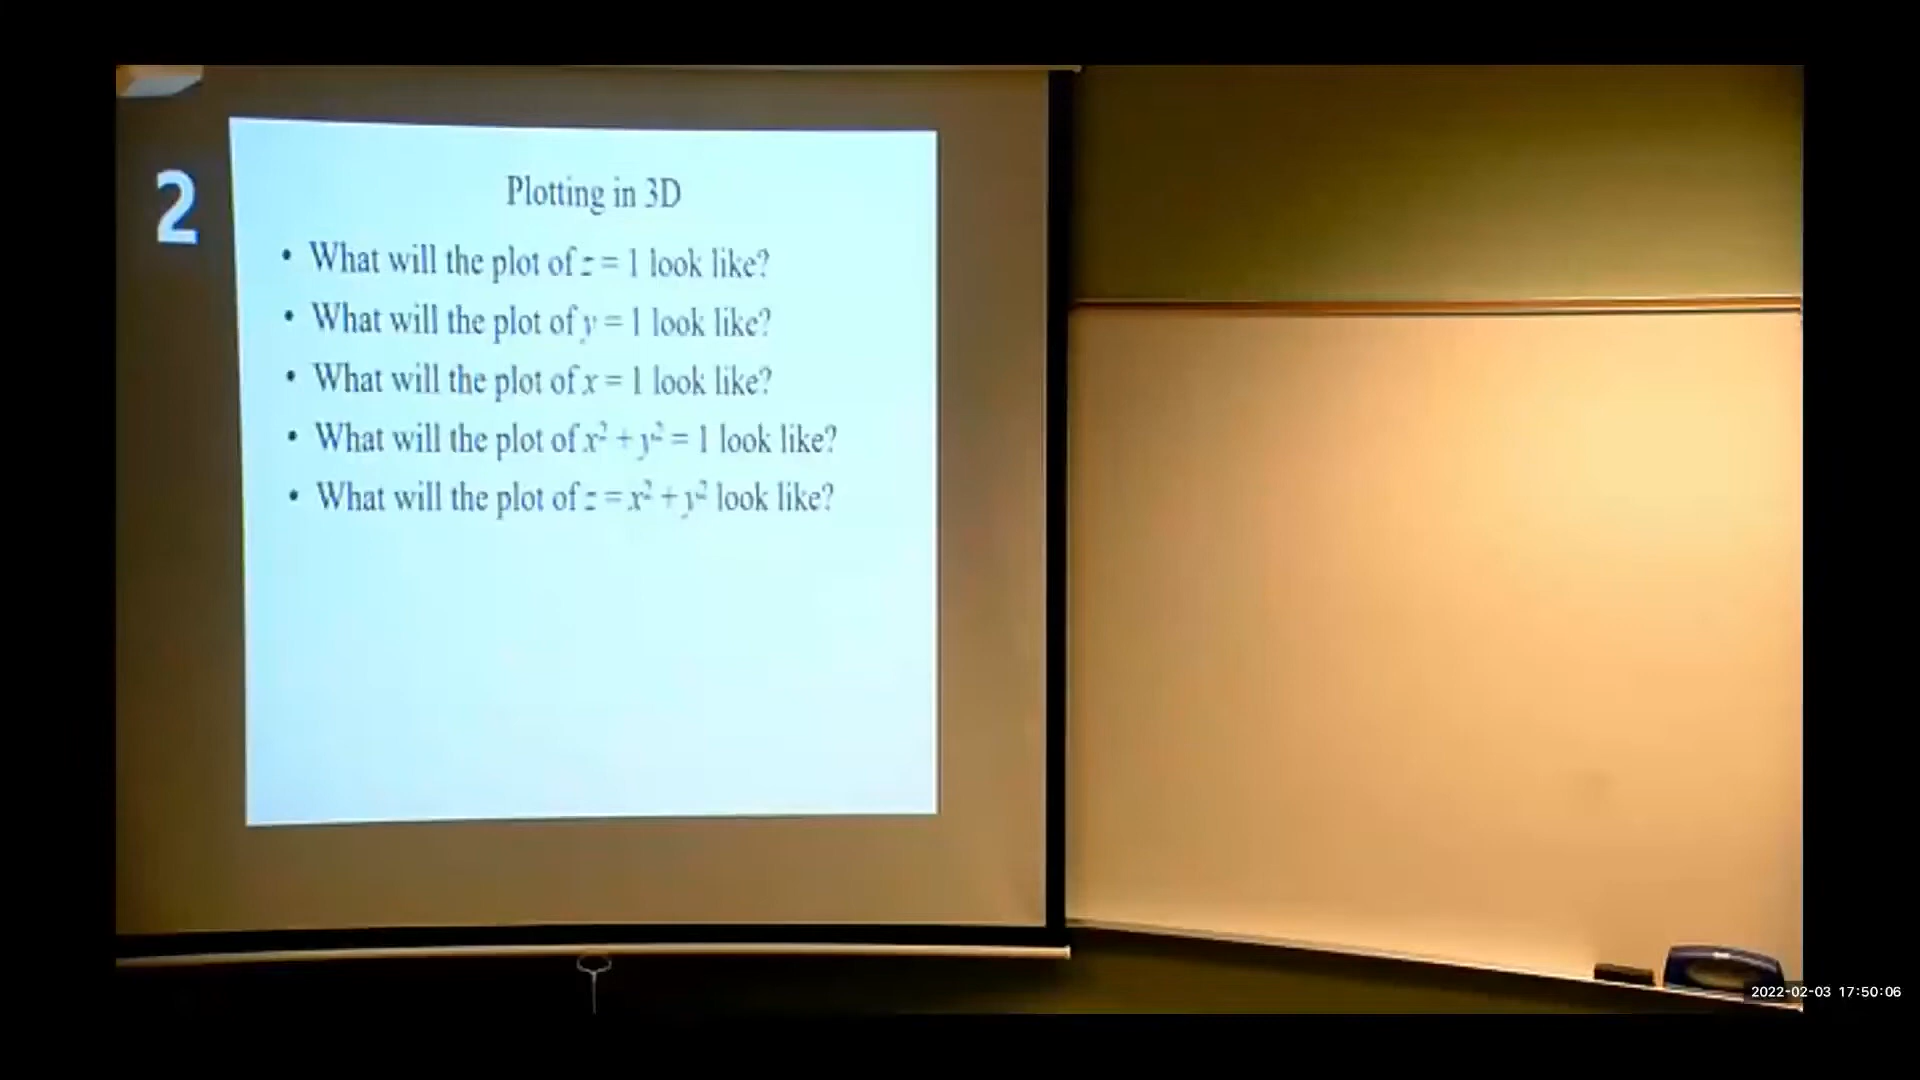 2
Plotting in 3D
• What will the plot of z = 1 look like?
• What will the plot of y = 1 look like?
• What will the plot of x = 1 look like?
• What will the plot of x² + y² = 1 look like?
• What will the plot of z = x² + y² look like?
2022-02-03 17:50:06